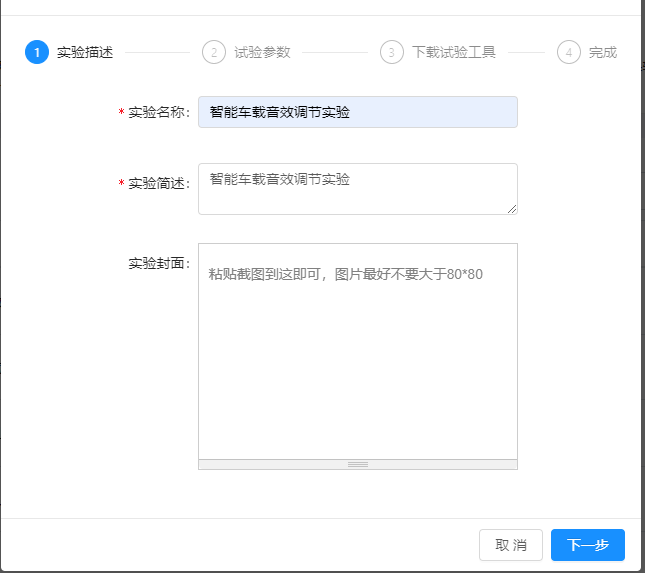 1 实验描述 2 试验参数 3 下载试验工具 4 完成
* 实验名称: 智能车载音效调节实验
* 实验简述: 智能车载音效调节实验
实验封面: 粘贴截图到这即可，图片最好不要大于80*80
取 消 下一步